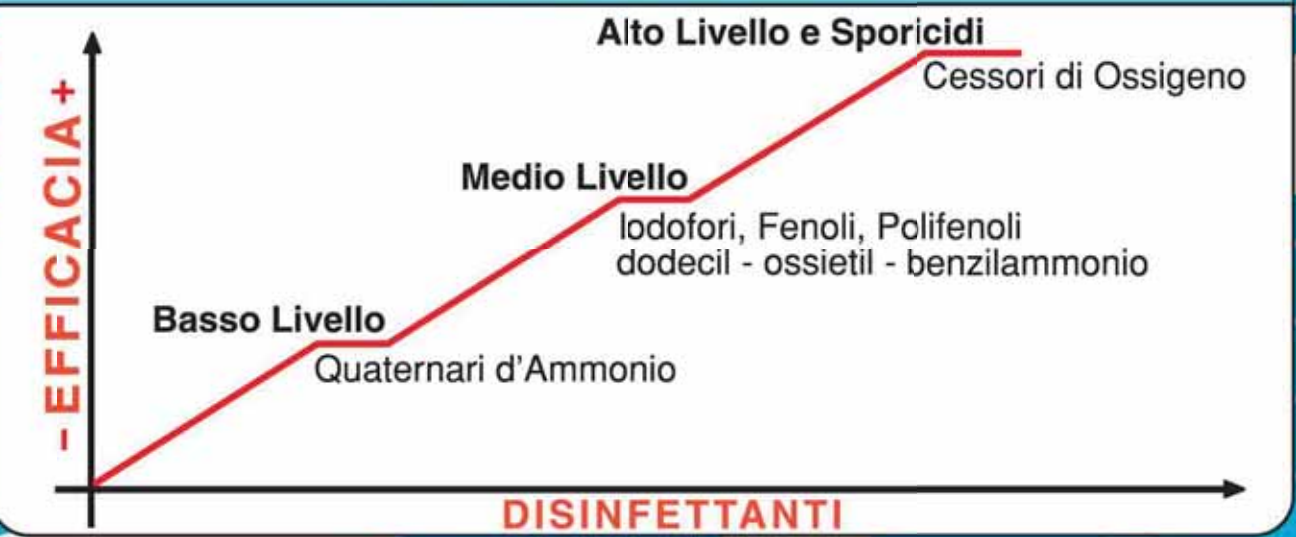 Alto Livello e Sporicidi
Cessori di Ossigeno
Medio Livello
Iodofori, Fenoli, Polifenoli
dodecil - ossietil - benzilammonio
Basso Livello
Quaternari d'Ammonio
- EFFICACIA +
DISINFETTANTI